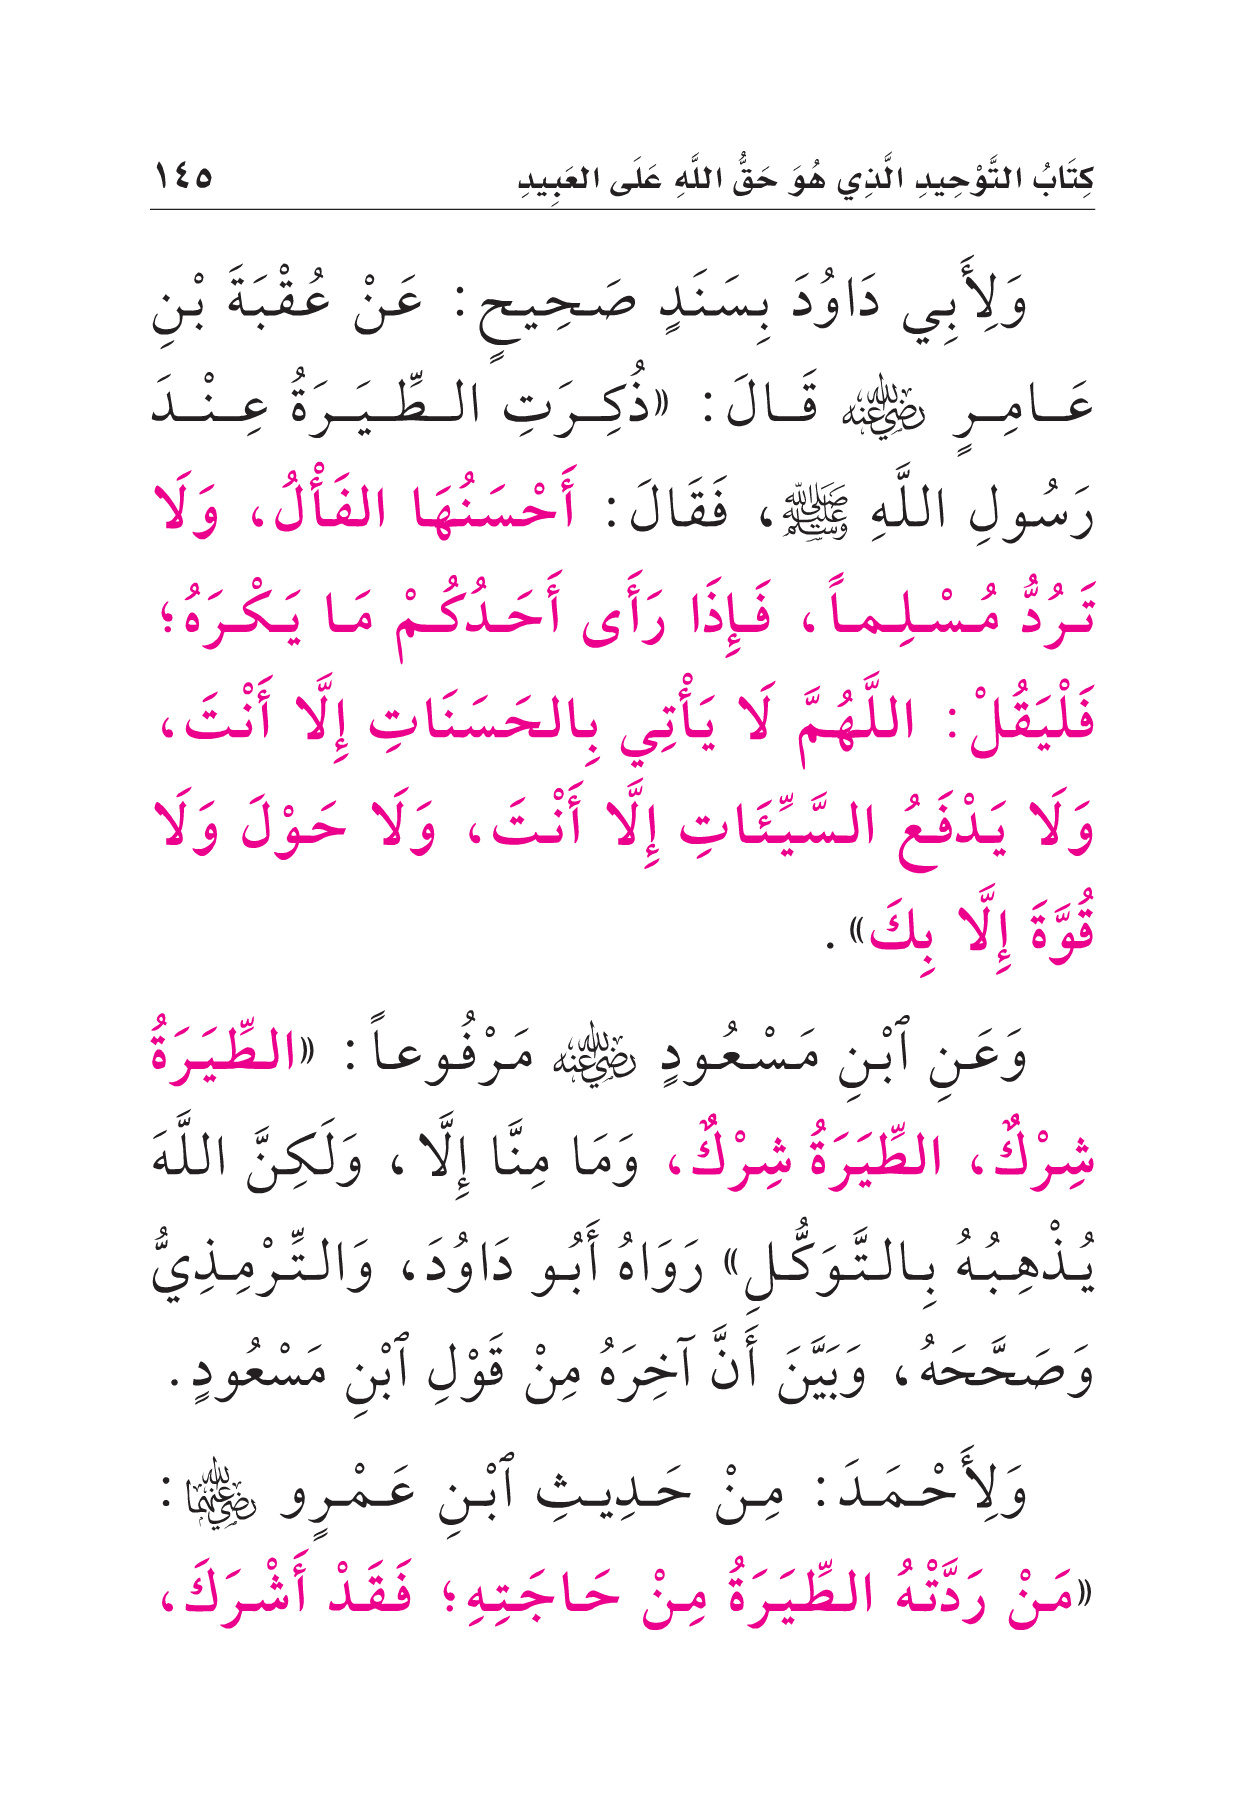 كِتَابُ التَّوْحِيدِ الَّذِي هُوَ حَقُّ اللَّهِ عَلَى العَبِيدِ ١٤٥
وَلِأَبِي دَاوُدَ بِسَنَدٍ صَحِيحٍ: عَنْ عُقْبَةَ بْنِ
عَامِرٍ رضي الله عنه قَالَ: «ذُكِرَتِ الطِّيَرَةُ عِنْدَ
رَسُولِ اللَّهِ ﷺ، فَقَالَ: أَحْسَنُهَا الفَأْلُ، وَلَا
تَرُدُّ مُسْلِماً، فَإِذَا رَأَى أَحَدُكُمْ مَا يَكْرَهُ؛
فَلْيَقُلْ: اللَّهُمَّ لَا يَأْتِي بِالحَسَنَاتِ إِلَّا أَنْتَ،
وَلَا يَدْفَعُ السَّيِّئَاتِ إِلَّا أَنْتَ، وَلَا حَوْلَ وَلَا
قُوَّةَ إِلَّا بِكَ».
وَعَنِ ٱبْنِ مَسْعُودٍ رضي الله عنه مَرْفُوعاً: «الطِّيَرَةُ
شِرْكٌ، الطِّيَرَةُ شِرْكٌ، وَمَا مِنَّا إِلَّا، وَلَكِنَّ اللَّهَ
يُذْهِبُهُ بِالتَّوَكُّلِ» رَوَاهُ أَبُو دَاوُدَ، وَالتِّرْمِذِيُّ
وَصَحَّحَهُ، وَبَيَّنَ أَنَّ آخِرَهُ مِنْ قَوْلِ ٱبْنِ مَسْعُودٍ.
وَلِأَحْمَدَ: مِنْ حَدِيثِ ٱبْنِ عَمْرٍو رضي الله عنهما:
«مَنْ رَدَّتْهُ الطِّيَرَةُ مِنْ حَاجَتِهِ؛ فَقَدْ أَشْرَكَ،